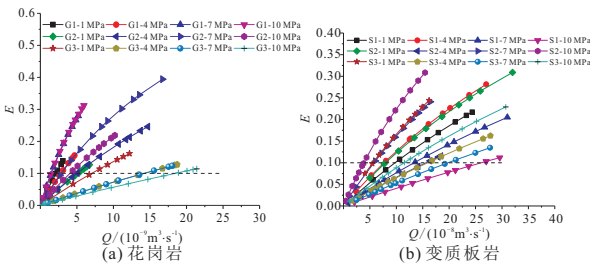 G1-1 MPa G1-4 MPa G1-7 MPa G1-10 MPa
G2-1 MPa G2-4 MPa G2-7 MPa G2-10 MPa
G3-1 MPa G3-4 MPa G3-7 MPa G3-10 MPa
0.6
0.5
0.4
0.3
0.2
0.1
0.0
E
0 5 10 15 20 25 30
Q/(10⁻⁹m³·s⁻¹)
(a) 花岗岩
S1-1 MPa S1-4 MPa S1-7 MPa S1-10 MPa
S2-1 MPa S2-4 MPa S2-7 MPa S2-10 MPa
S3-1 MPa S3-4 MPa S3-7 MPa S3-10 MPa
0.40
0.35
0.30
0.20
0.20
0.15
0.10
0.05
0.00
E
0 5 10 15 20 25 30 35 40
Q/(10⁻⁸m³·s⁻¹)
(b) 变质板岩